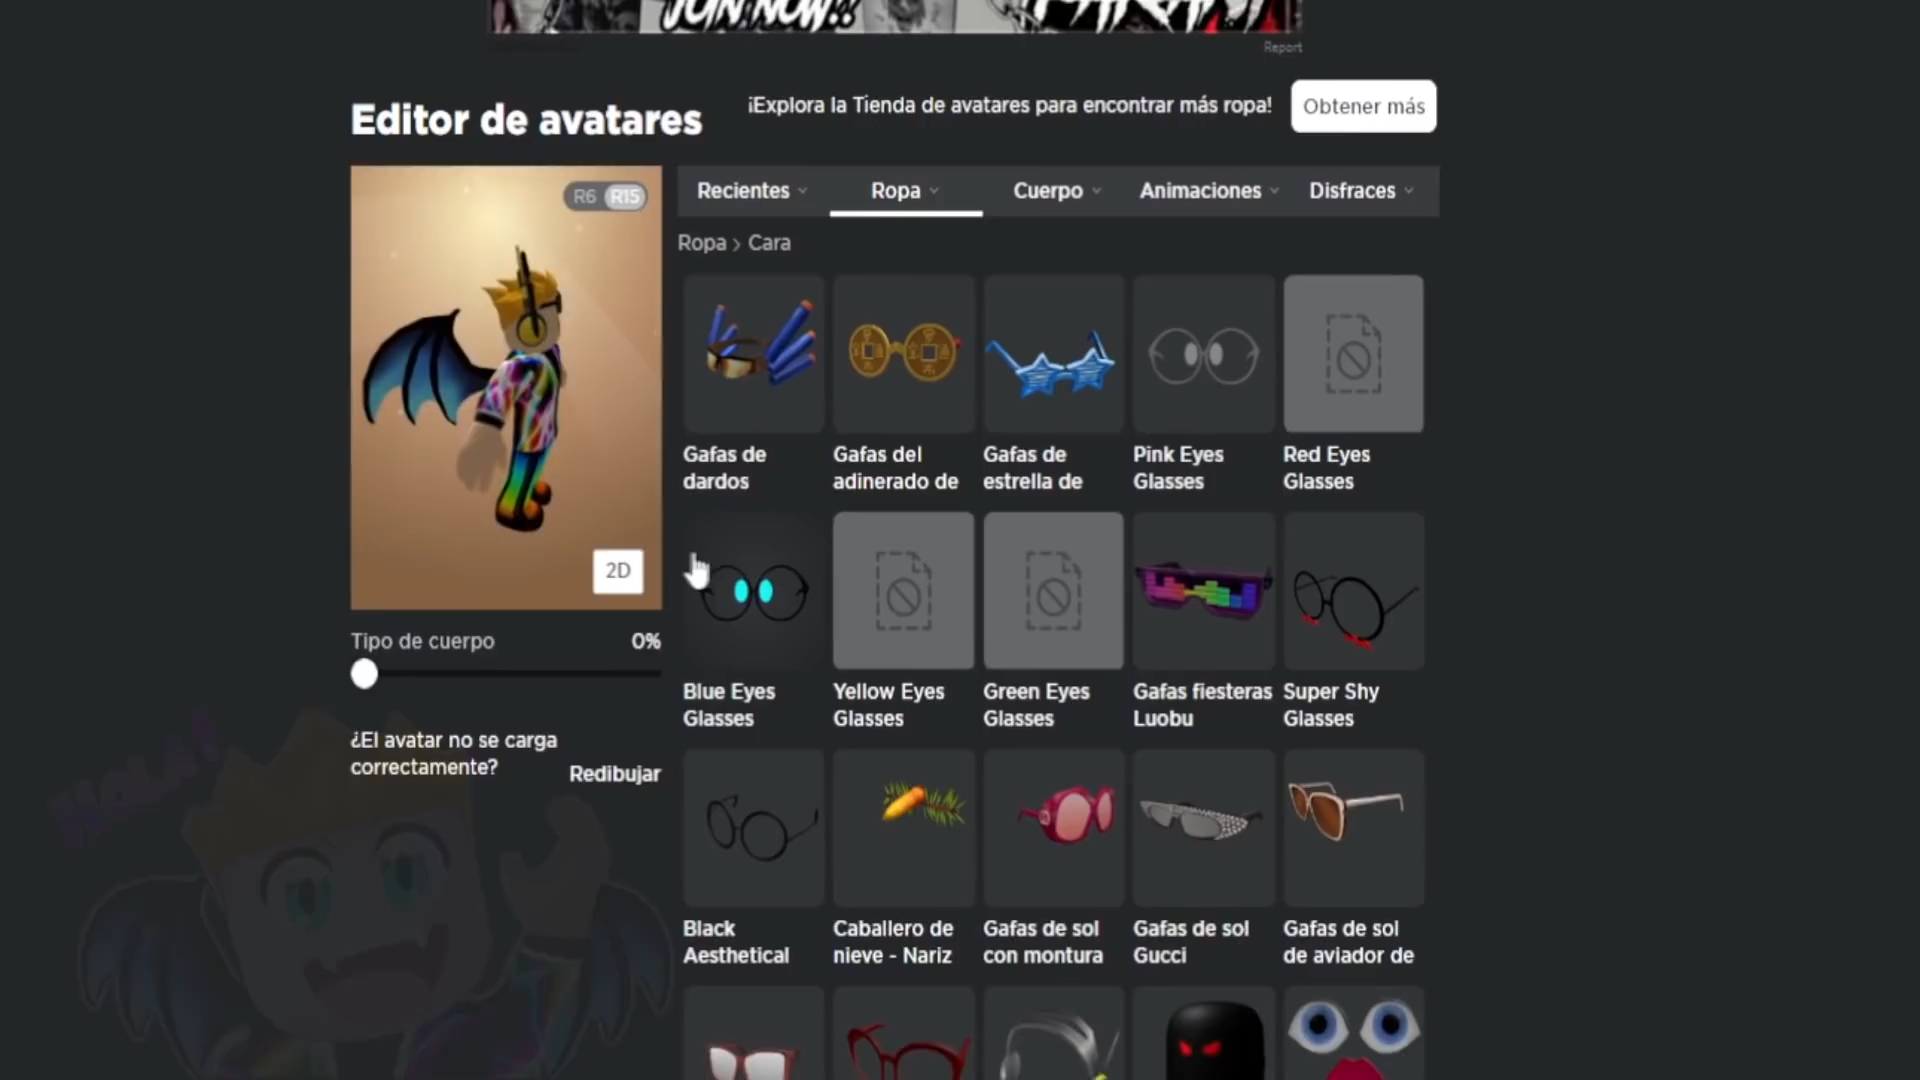 JOIN NOW!!
Report
Editor de avatares
¡Explora la Tienda de avatares para encontrar más ropa!
Obtener más
R6 R15
Recientes
Ropa
Cuerpo
Animaciones
Disfraces
Ropa > Cara
Gafas de
dardos
Gafas del
adinerado de
Gafas de
estrella de
Pink Eyes
Glasses
Red Eyes
Glasses
2D
Tipo de cuerpo
0%
Blue Eyes
Glasses
Yellow Eyes
Glasses
Green Eyes
Glasses
Gafas fiesteras
Luobu
Super Shy
Glasses
¿El avatar no se carga
correctamente?
Redibujar
HOLA!
Black
Aesthetical
Caballero de
nieve - Nariz
Gafas de sol
con montura
Gafas de sol
Gucci
Gafas de sol
de aviador de